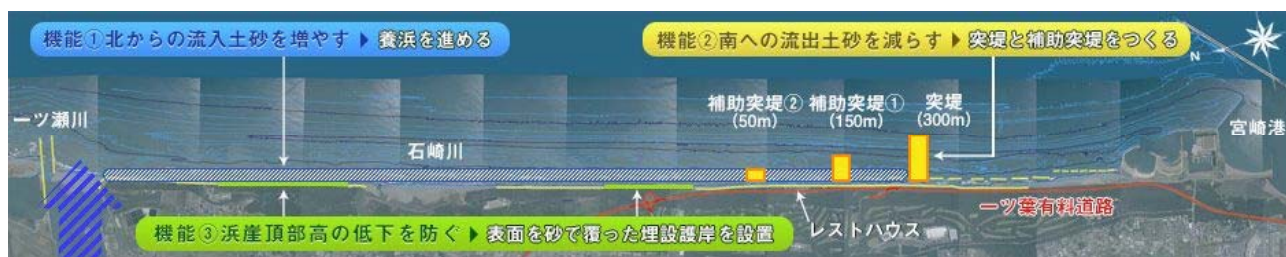 機能①北からの流入土砂を増やす▶養浜を進める
機能②南への流出土砂を減らす▶突堤と補助突堤をつくる
N
補助突堤②
(50m)
補助突堤①
(150m)
突堤
(300m)
一ツ瀬川
石崎川
宮崎港
一ツ葉有料道路
レストハウス
機能③浜崖頂部高の低下を防ぐ▶表面を砂で覆った埋設護岸を設置